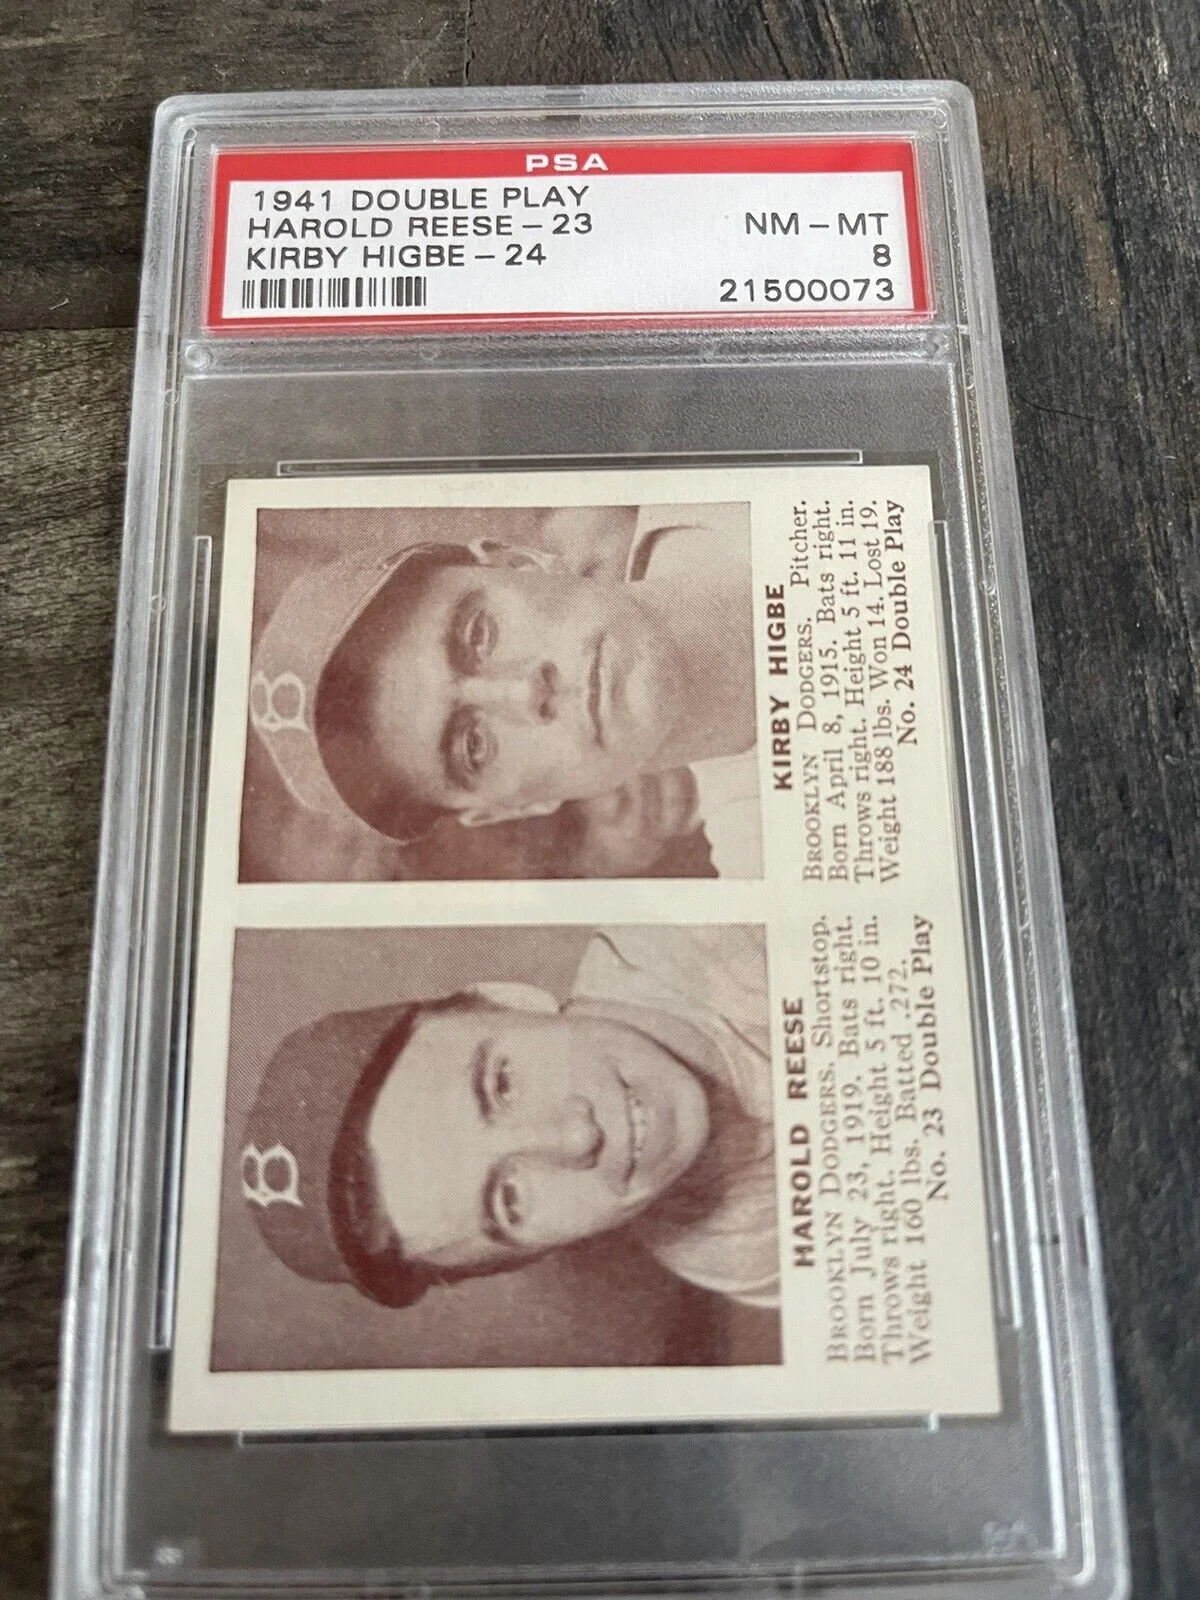 PSA
1941 DOUBLE PLAY
HAROLD REESE - 23
KIRBY HIGBE - 24
NM - MT
8
21500073
B
KIRBY HIGBE
BROOKLYN DODGERS. Pitcher.
Born April 8, 1915. Bats right.
Throws right. Height 5 ft. 11 in.
Weight 188 lbs. Won 14. Lost 19.
No. 24 Double Play
B
HAROLD REESE
BROOKLYN DODGERS. Shortstop.
Born July 23, 1919. Bats right.
Throws right. Height 5 ft. 10 in.
Weight 160 lbs. Batted .272.
No. 23 Double Play